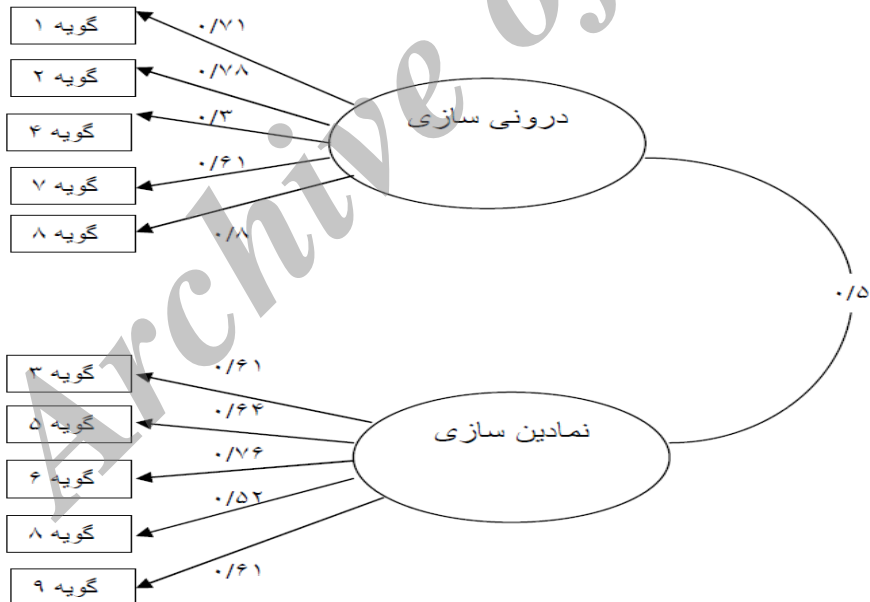 گویه ۱
۰/۷۱
گویه ۲
۰/۷۸
گویه ۴
۰/۳
گویه ۷
۰/۶۱
گویه ۸
۰/۸
درونی سازی
۰/۵
گویه ۳
۰/۶۱
گویه ۵
۰/۶۴
گویه ۶
۰/۷۶
گویه ۸
۰/۵۲
گویه ۹
۰/۶۱
نمادین سازی
Archive of